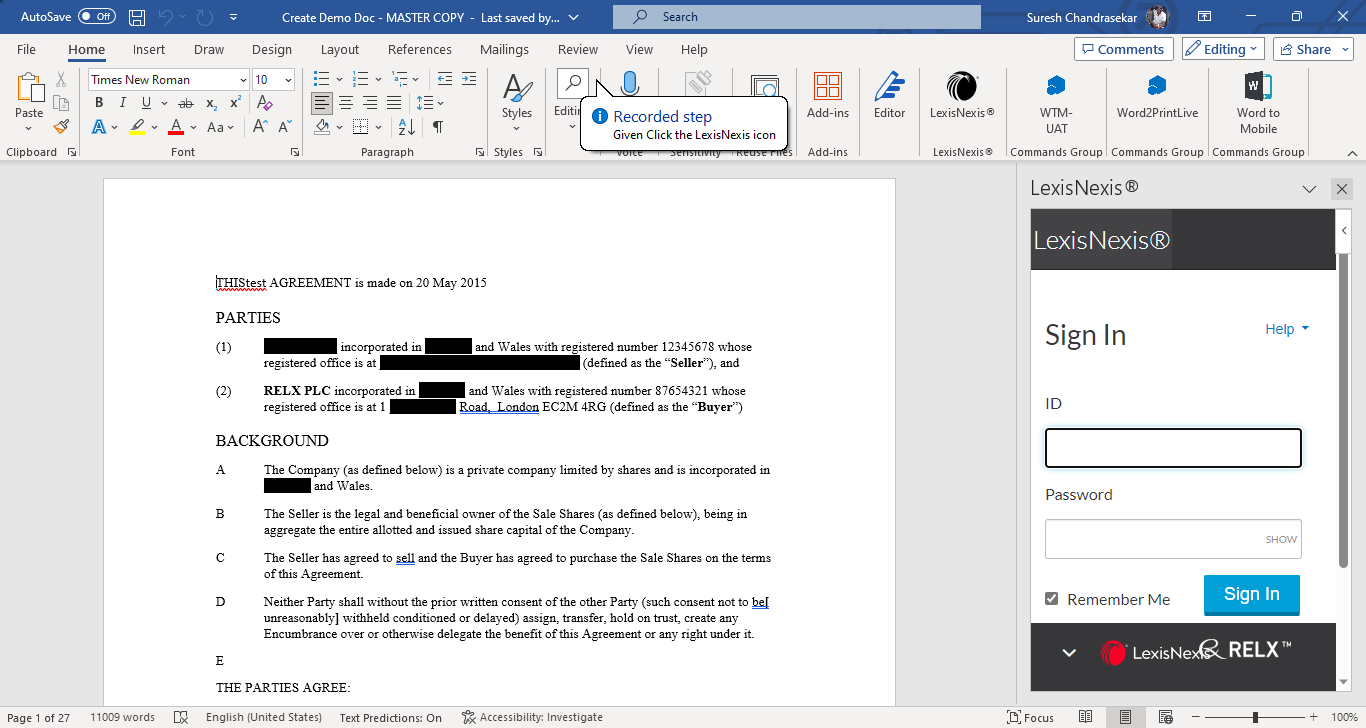 AutoSave Off Create Demo Doc - MASTER COPY - Last saved by... Search Suresh Chandrasekar
File Home Insert Draw Design Layout References Mailings Review View Help Comments Editing Share
Paste
Times New Roman 10
B I U ab x₂ x² A
A A Aa A A
Styles
Editin
Add-ins
Editor
LexisNexis®
WTM-
UAT
Word2PrintLive
Word to
Mobile
Recorded step
Given Click the LexisNexis icon
Clipboard Font Paragraph Styles Voice Sensitivity Reuse Files Add-ins LexisNexis® Commands Group Commands Group Commands Group
THIStest AGREEMENT is made on 20 May 2015
PARTIES
(1) incorporated in and Wales with registered number 12345678 whose
registered office is at (defined as the “Seller”), and
(2) RELX PLC incorporated in and Wales with registered number 87654321 whose
registered office is at 1 Road, London EC2M 4RG (defined as the “Buyer”)
BACKGROUND
A The Company (as defined below) is a private company limited by shares and is incorporated in
and Wales.
B The Seller is the legal and beneficial owner of the Sale Shares (as defined below), being in
aggregate the entire allotted and issued share capital of the Company.
C The Seller has agreed to sell and the Buyer has agreed to purchase the Sale Shares on the terms
of this Agreement.
D Neither Party shall without the prior written consent of the other Party (such consent not to be[
unreasonably] withheld conditioned or delayed) assign, transfer, hold on trust, create any
Encumbrance over or otherwise delegate the benefit of this Agreement or any right under it.
E
THE PARTIES AGREE:
LexisNexis®
LexisNexis®
Sign In Help
ID
Password
SHOW
Remember Me Sign In
LexisNexis RELX™
Page 1 of 27 11009 words English (United States) Text Predictions: On Accessibility: Investigate Focus 100%